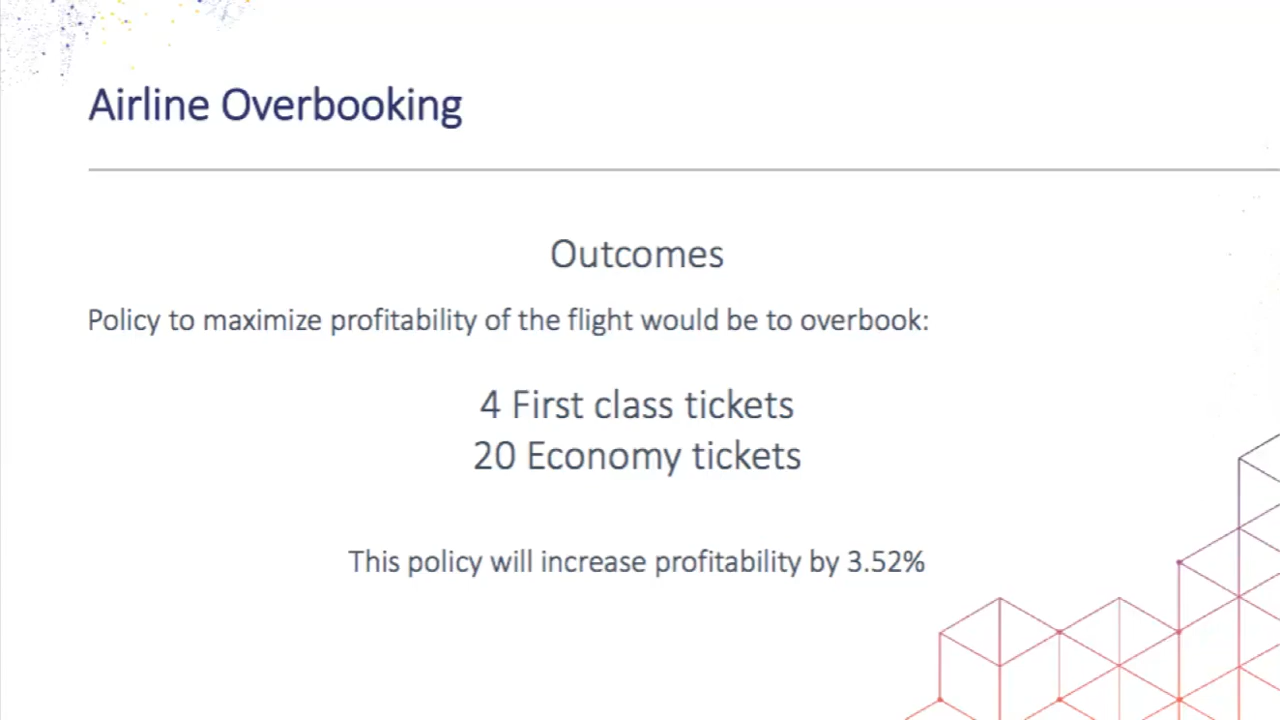 Airline Overbooking
Outcomes
Policy to maximize profitability of the flight would be to overbook:
4 First class tickets
20 Economy tickets
This policy will increase profitability by 3.52%